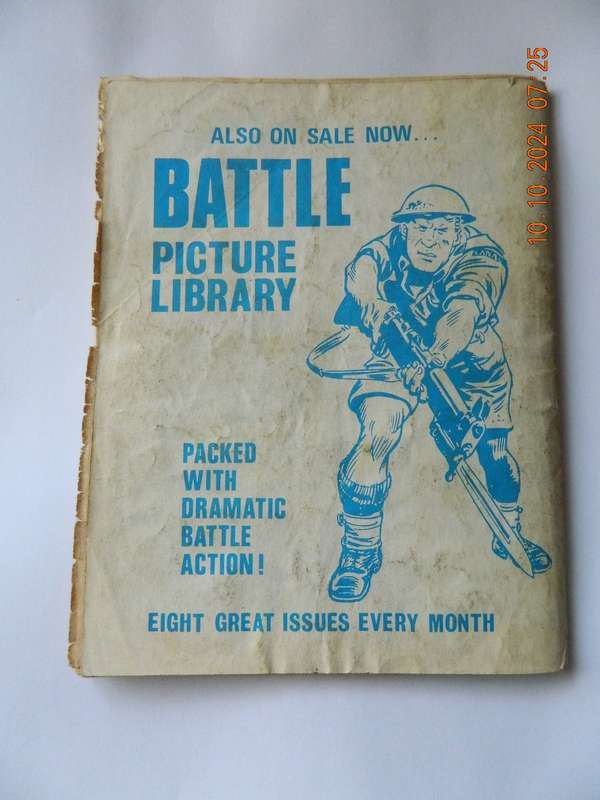 ALSO ON SALE NOW...
BATTLE
PICTURE
LIBRARY
PACKED
WITH
DRAMATIC
BATTLE
ACTION!
EIGHT GREAT ISSUES EVERY MONTH
10.10.2024 07:25